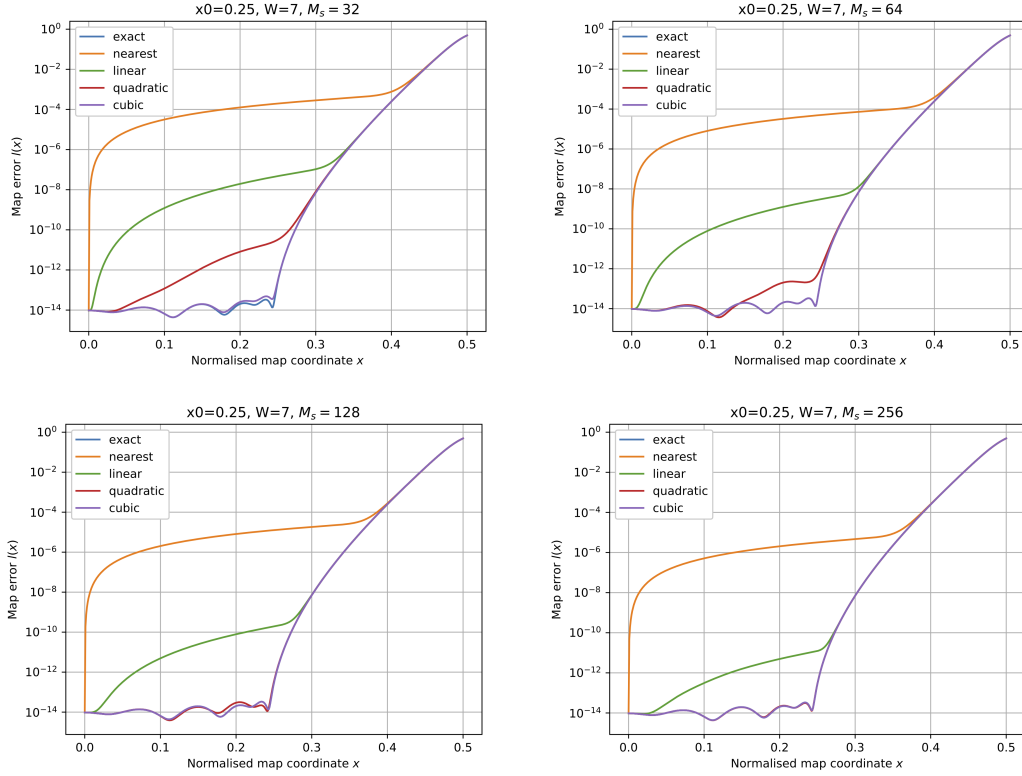 x0=0.25, W=7, M_s = 32
10^0
10^-2
10^-4
10^-6
10^-8
10^-10
10^-12
10^-14
Map error l(x)
exact
nearest
linear
quadratic
cubic
0.0 0.1 0.2 0.3 0.4 0.5
Normalised map coordinate x
x0=0.25, W=7, M_s = 64
10^0
10^-2
10^-4
10^-6
10^-8
10^-10
10^-12
10^-14
Map error l(x)
exact
nearest
linear
quadratic
cubic
0.0 0.1 0.2 0.3 0.4 0.5
Normalised map coordinate x
x0=0.25, W=7, M_s = 128
10^0
10^-2
10^-4
10^-6
10^-8
10^-10
10^-12
10^-14
Map error l(x)
exact
nearest
linear
quadratic
cubic
0.0 0.1 0.2 0.3 0.4 0.5
Normalised map coordinate x
x0=0.25, W=7, M_s = 256
10^0
10^-2
10^-4
10^-6
10^-8
10^-10
10^-12
10^-14
Map error l(x)
exact
nearest
linear
quadratic
cubic
0.0 0.1 0.2 0.3 0.4 0.5
Normalised map coordinate x